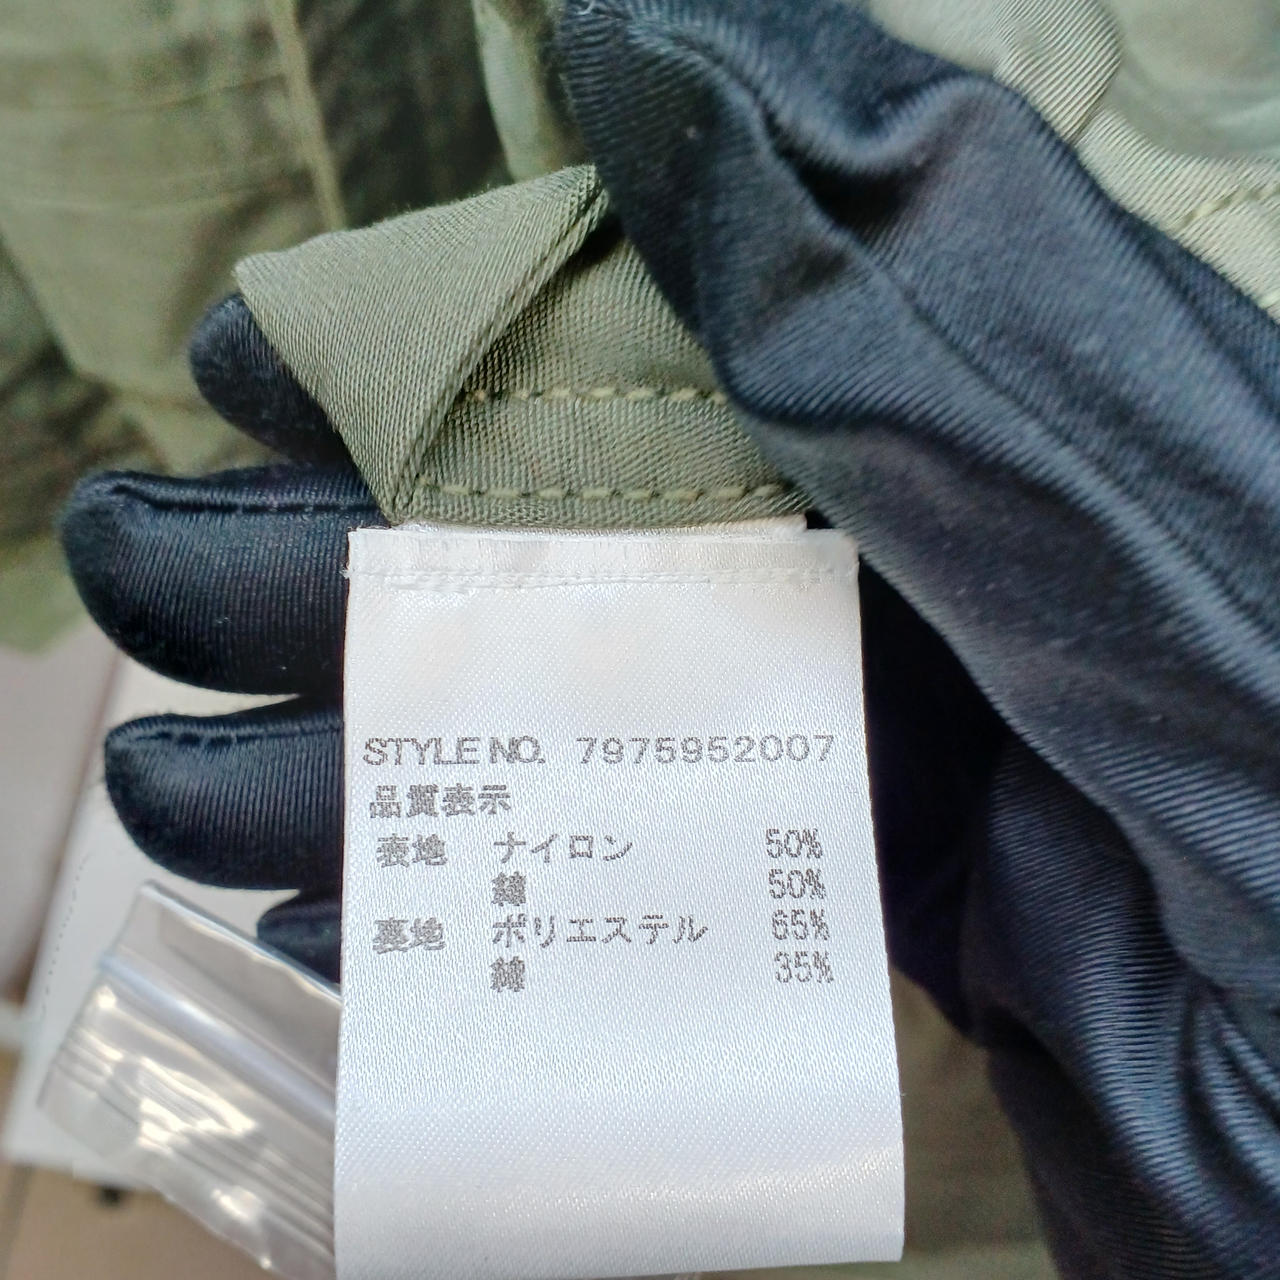 STYLE NO. 7975952007
品質表示
表地 ナイロン 50%
綿 50%
裏地 ポリエステル 65%
綿 35%